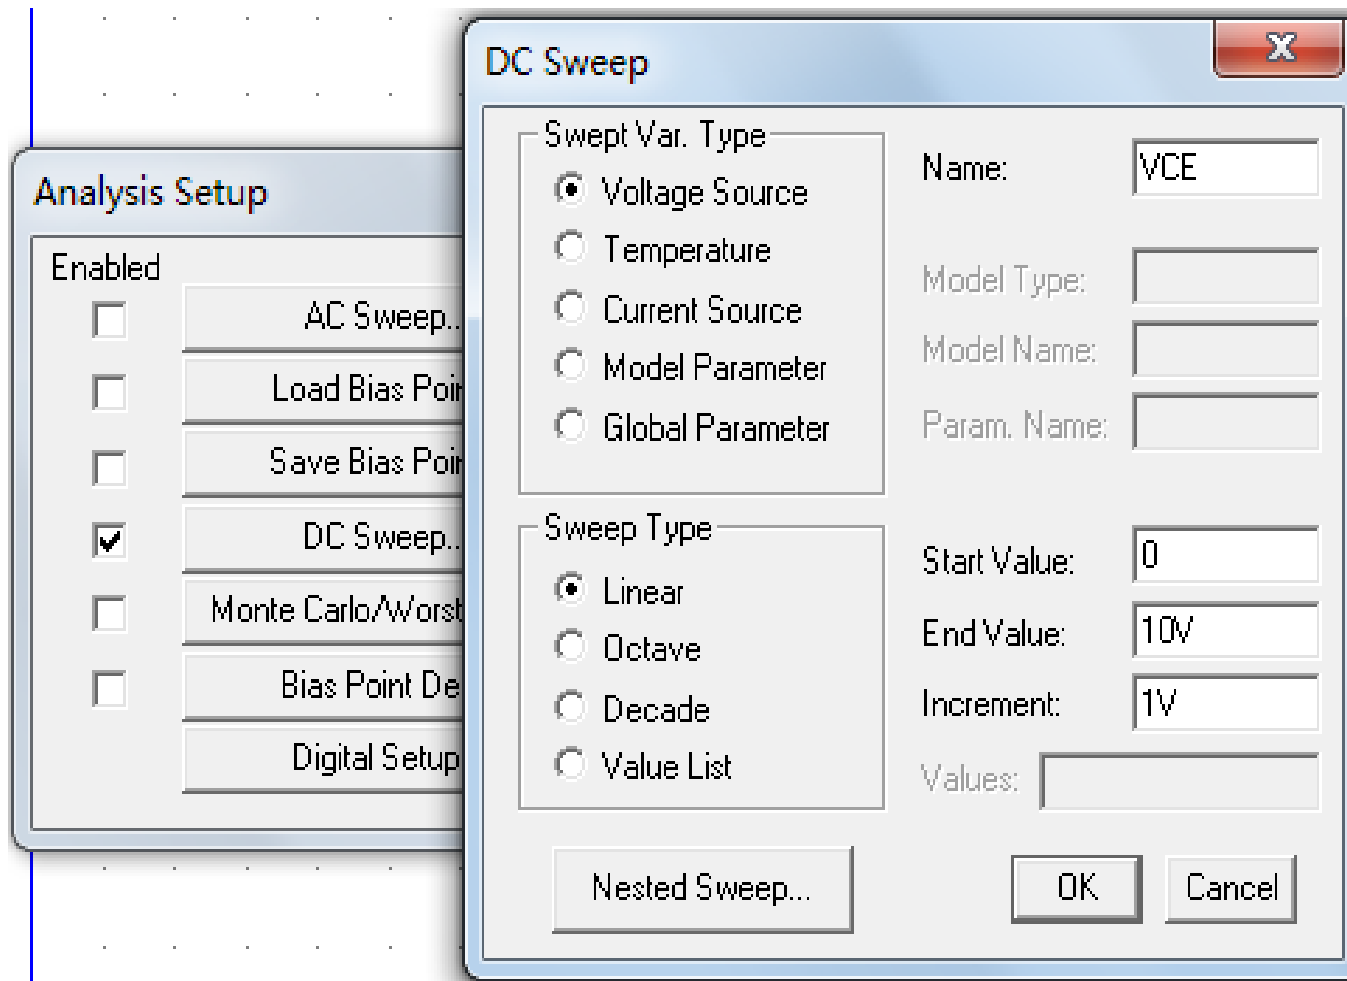 Analysis Setup
Enabled
AC Sweep..
Load Bias Poin
Save Bias Poin
DC Sweep..
Monte Carlo/Worst
Bias Point De
Digital Setup
DC Sweep
Swept Var. Type
Voltage Source
Temperature
Current Source
Model Parameter
Global Parameter
Name: VCE
Model Type:
Model Name:
Param. Name:
Sweep Type
Linear
Octave
Decade
Value List
Start Value: 0
End Value: 10V
Increment: 1V
Values:
Nested Sweep...
OK
Cancel